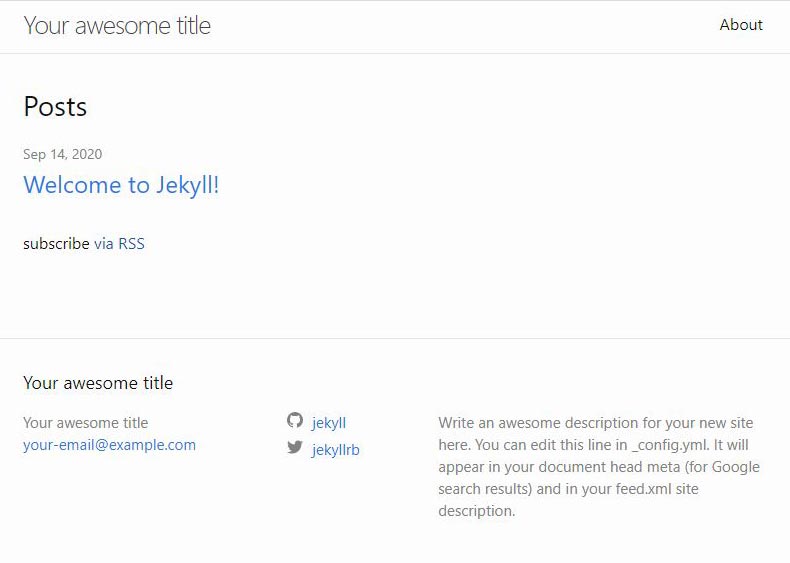 Your awesome title
About
Posts
Sep 14, 2020
Welcome to Jekyll!
subscribe via RSS
Your awesome title
Your awesome title
your-email@example.com
jekyll
jekyllrb
Write an awesome description for your new site
here. You can edit this line in _config.yml. It will
appear in your document head meta (for Google
search results) and in your feed.xml site
description.